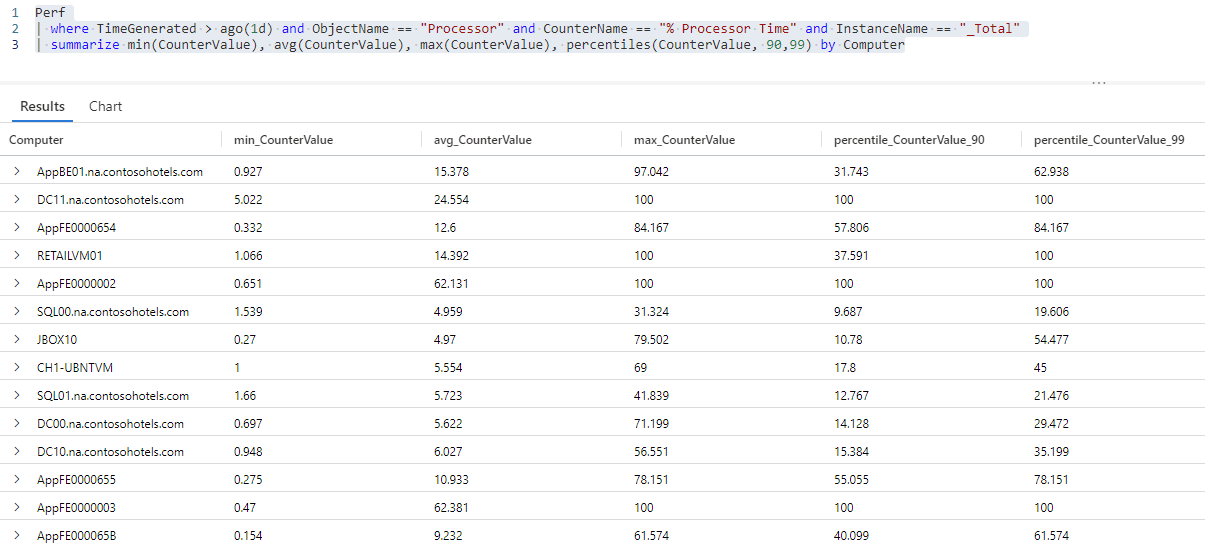 1 Perf
2 | where TimeGenerated > ago(1d) and ObjectName == "Processor" and CounterName == "% Processor Time" and InstanceName == "_Total"
3 | summarize min(CounterValue), avg(CounterValue), max(CounterValue), percentiles(CounterValue, 90,99) by Computer
...
Results Chart
Computer min_CounterValue avg_CounterValue max_CounterValue percentile_CounterValue_90 percentile_CounterValue_99
AppBE01.na.contosohotels.com 0.927 15.378 97.042 31.743 62.938
DC11.na.contosohotels.com 5.022 24.554 100 100 100
AppFE0000654 0.332 12.6 84.167 57.806 84.167
RETAILVM01 1.066 14.392 100 37.591 100
AppFE0000002 0.651 62.131 100 100 100
SQL00.na.contosohotels.com 1.539 4.959 31.324 9.687 19.606
JBOX10 0.27 4.97 79.502 10.78 54.477
CH1-UBNTVM 1 5.554 69 17.8 45
SQL01.na.contosohotels.com 1.66 5.723 41.839 12.767 21.476
DC00.na.contosohotels.com 0.697 5.622 71.199 14.128 29.472
DC10.na.contosohotels.com 0.948 6.027 56.551 15.384 35.199
AppFE0000655 0.275 10.933 78.151 55.055 78.151
AppFE0000003 0.47 62.381 100 100 100
AppFE000065B 0.154 9.232 61.574 40.099 61.574